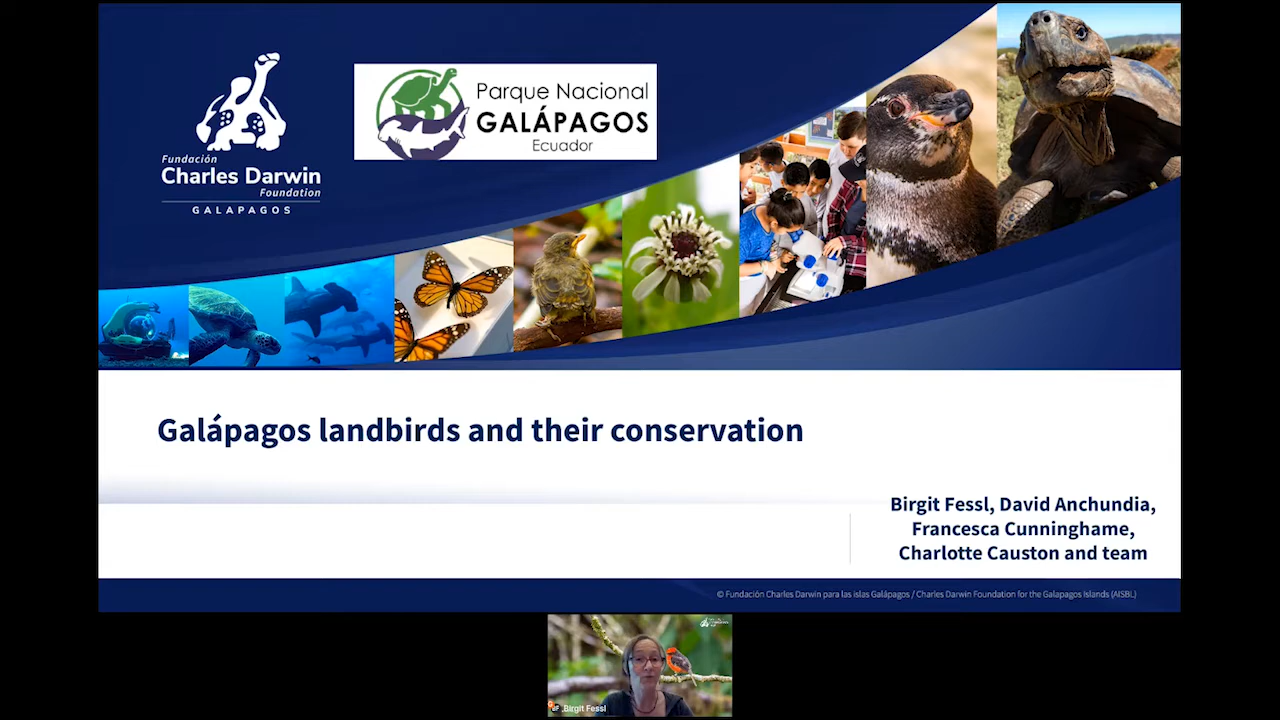 Fundación
Charles Darwin
Foundation
GALAPAGOS
Parque Nacional
GALÁPAGOS
Ecuador
Galápagos landbirds and their conservation
Birgit Fessl, David Anchundia,
Francesca Cunninghame,
Charlotte Causton and team
© Fundación Charles Darwin para las islas Galápagos / Charles Darwin Foundation for the Galapagos Islands (AISBL)
Birgit Fessl